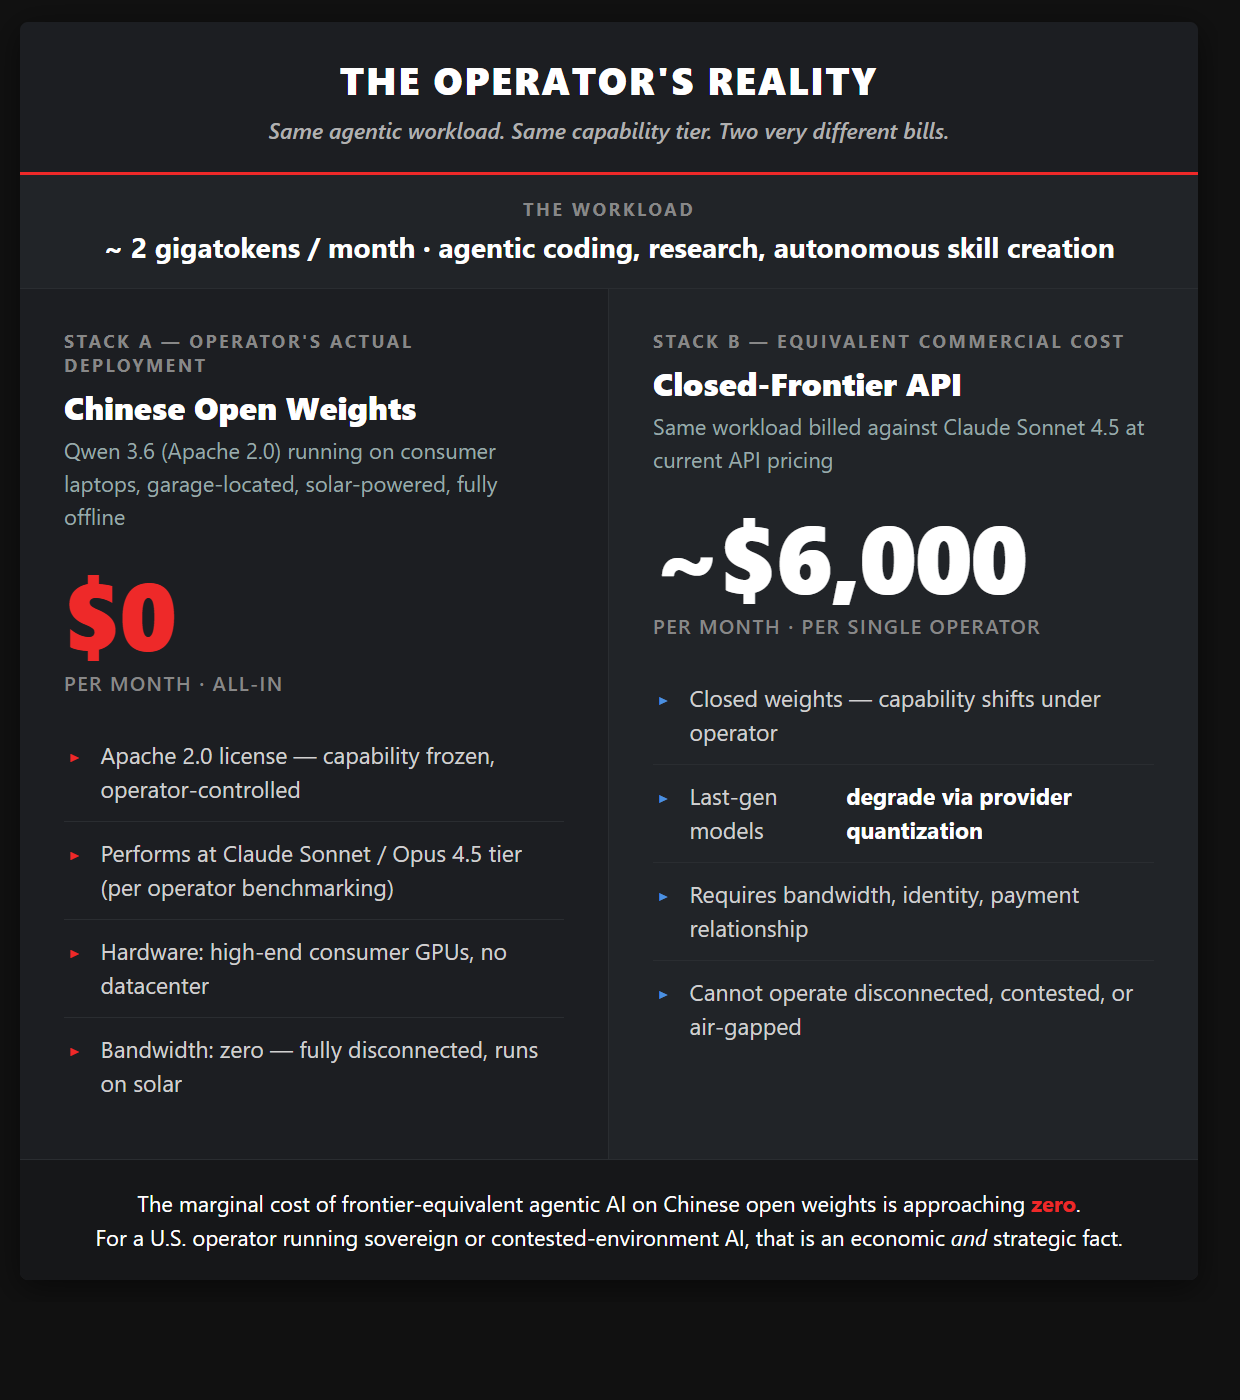 THE OPERATOR'S REALITY
Same agentic workload. Same capability tier. Two very different bills.
THE WORKLOAD
~ 2 gigatokens / month · agentic coding, research, autonomous skill creation
STACK A — OPERATOR'S ACTUAL
DEPLOYMENT
Chinese Open Weights
Qwen 3.6 (Apache 2.0) running on consumer
laptops, garage-located, solar-powered, fully
offline
$0
PER MONTH · ALL-IN
▸ Apache 2.0 license — capability frozen,
operator-controlled
▸ Performs at Claude Sonnet / Opus 4.5 tier
(per operator benchmarking)
▸ Hardware: high-end consumer GPUs, no
datacenter
▸ Bandwidth: zero — fully disconnected, runs
on solar
STACK B — EQUIVALENT COMMERCIAL COST
Closed-Frontier API
Same workload billed against Claude Sonnet 4.5 at
current API pricing
~$6,000
PER MONTH · PER SINGLE OPERATOR
▸ Closed weights — capability shifts under
operator
▸ Last-gen degrade via provider
models quantization
▸ Requires bandwidth, identity, payment
relationship
▸ Cannot operate disconnected, contested, or
air-gapped
The marginal cost of frontier-equivalent agentic AI on Chinese open weights is approaching zero.
For a U.S. operator running sovereign or contested-environment AI, that is an economic and strategic fact.